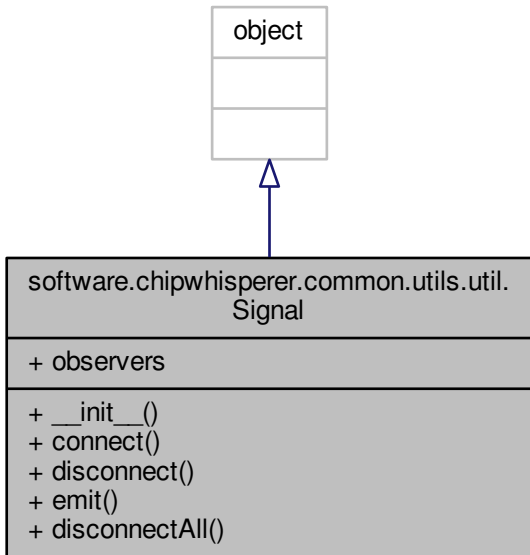 object
software.chipwhisperer.common.utils.util.
Signal
+ observers
+ __init__()
+ connect()
+ disconnect()
+ emit()
+ disconnectAll()